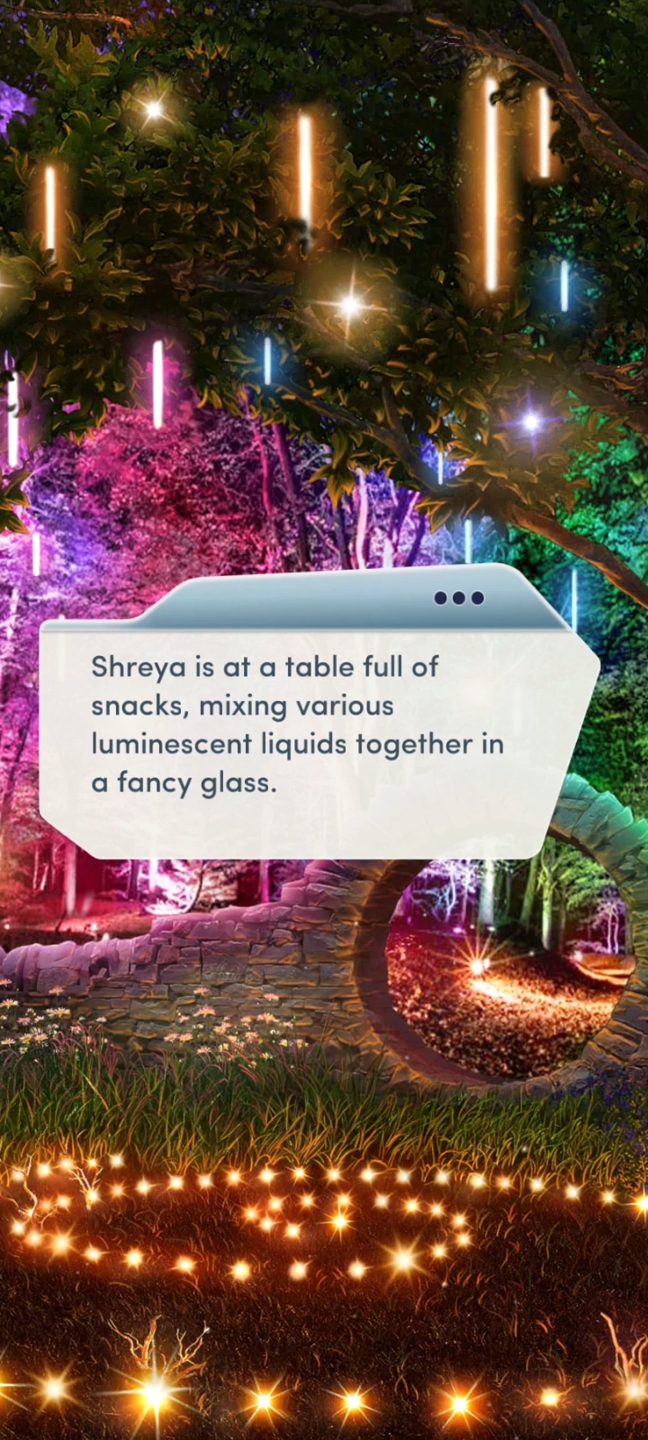 Shreya is at a table full of
snacks, mixing various
luminescent liquids together in
a fancy glass.